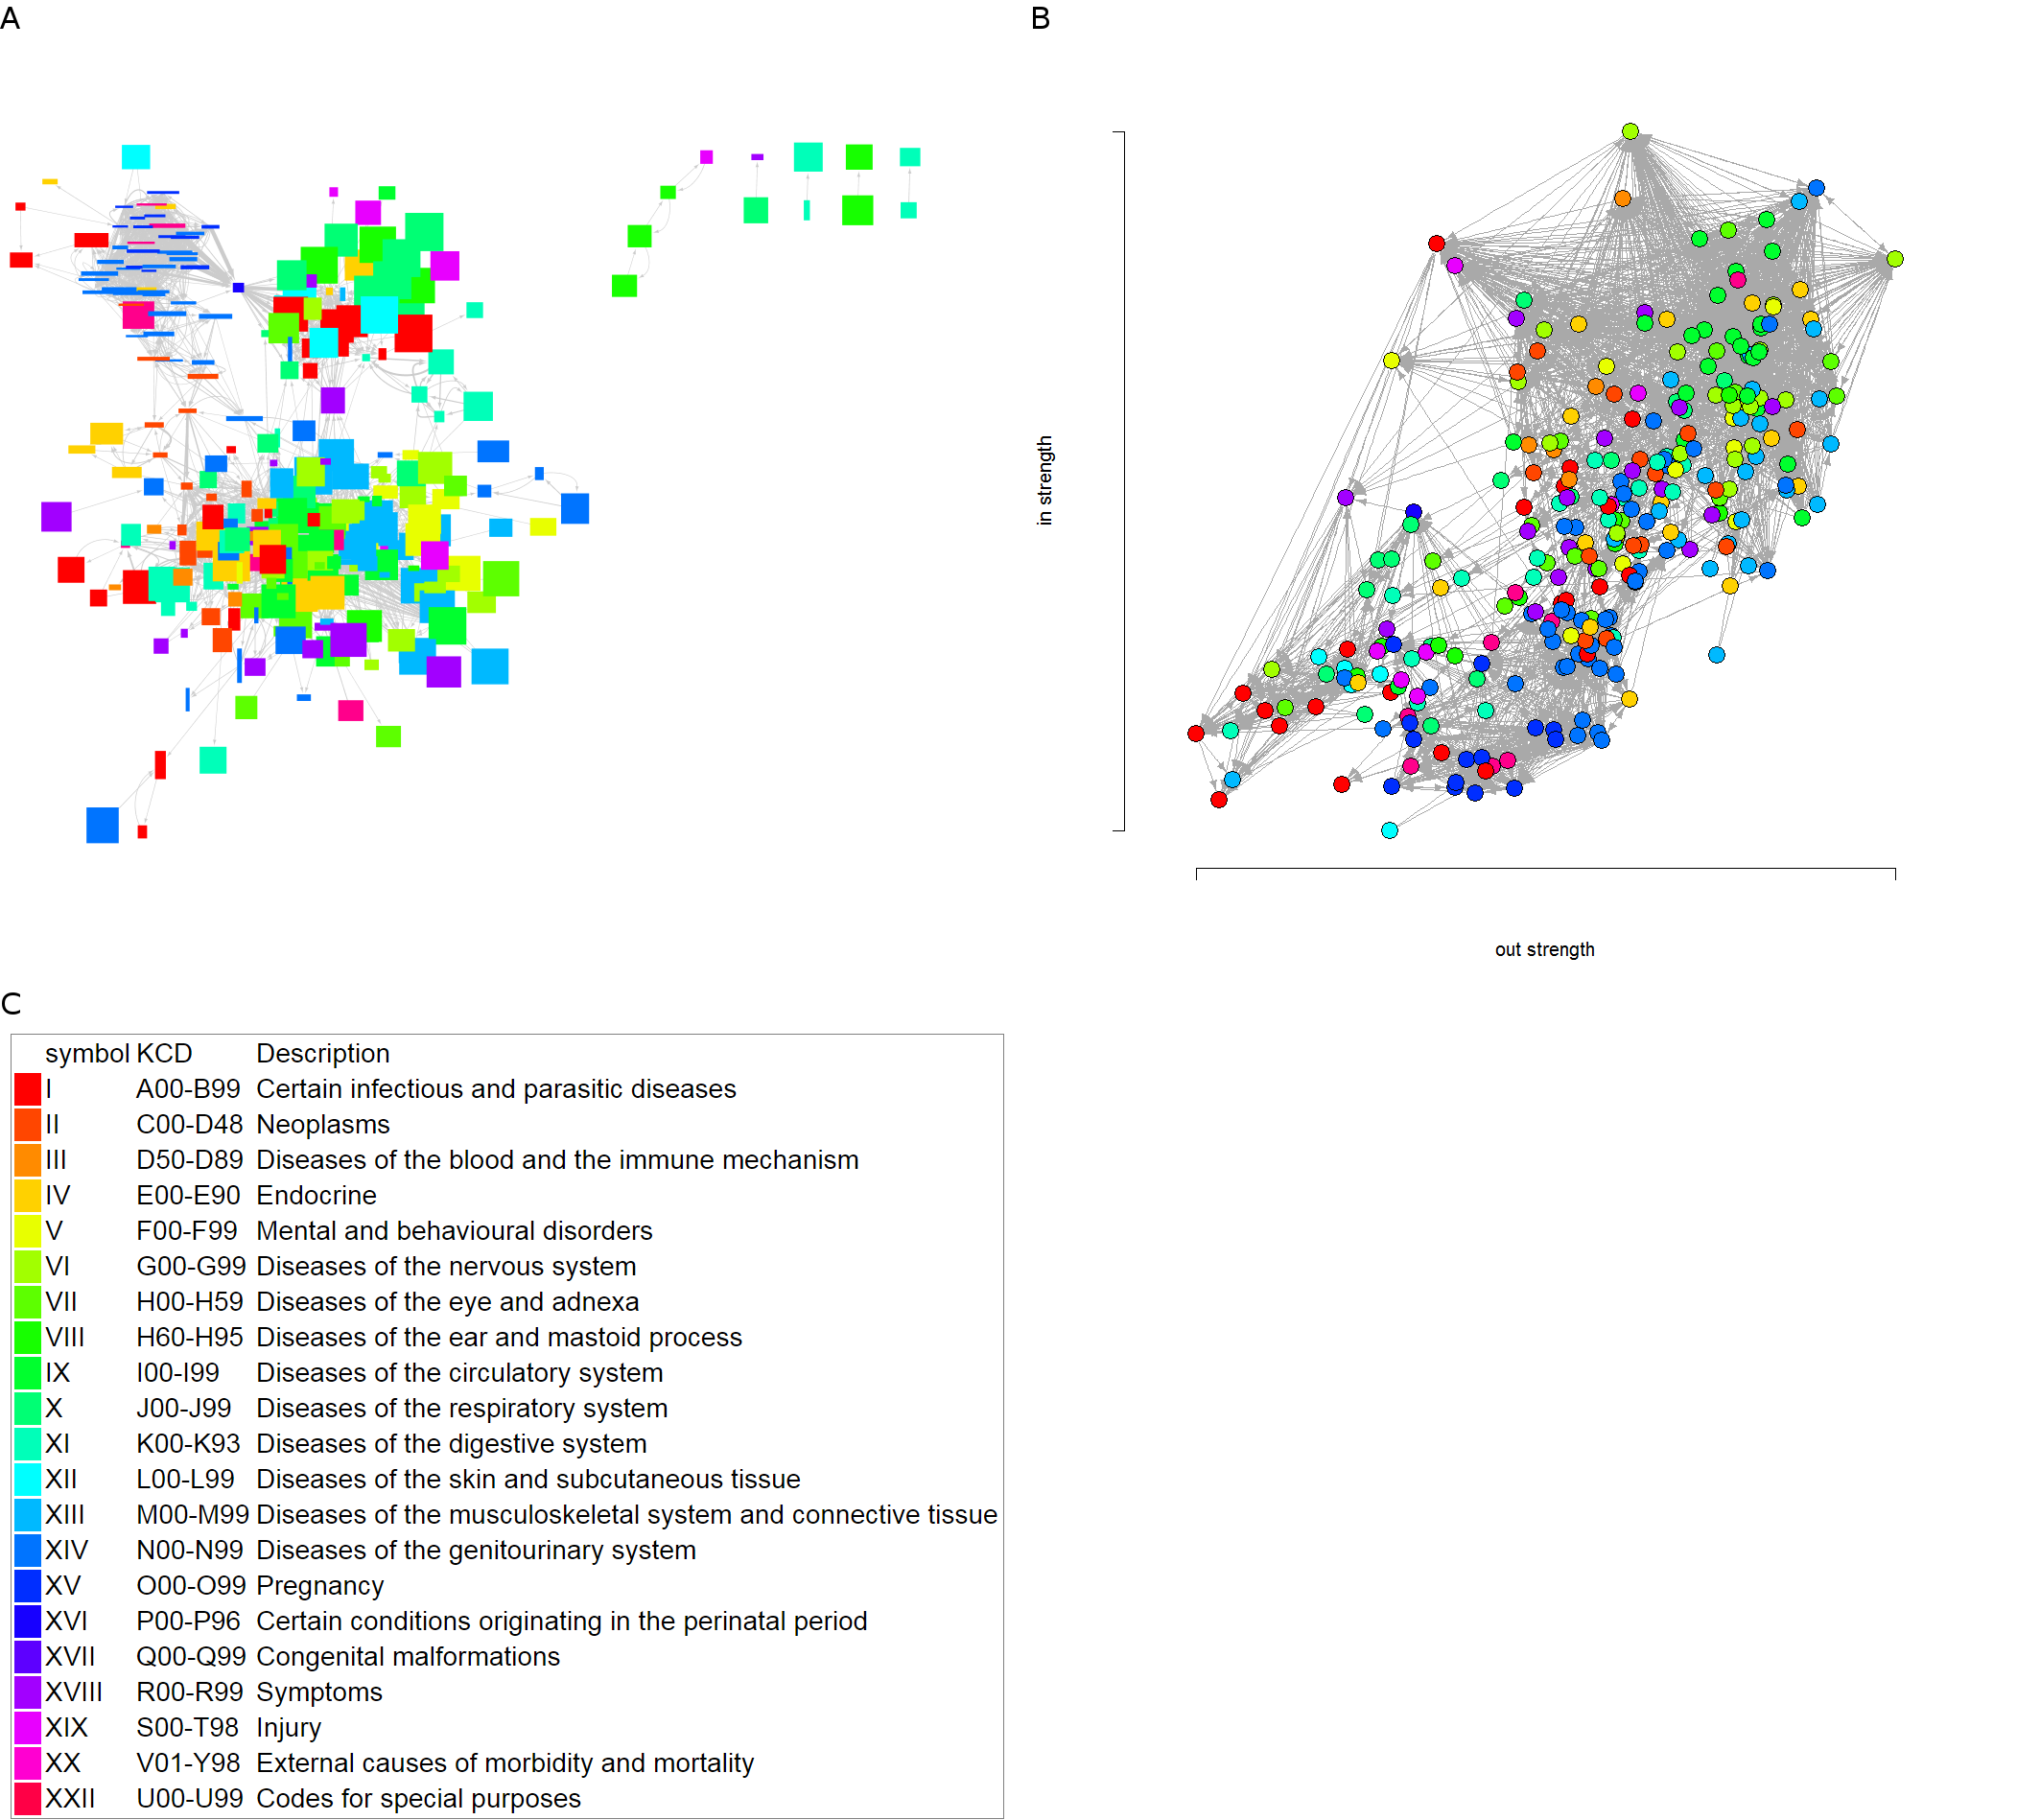 A
B
in strength
out strength
C
symbol KCD Description
I A00-B99 Certain infectious and parasitic diseases
II C00-D48 Neoplasms
III D50-D89 Diseases of the blood and the immune mechanism
IV E00-E90 Endocrine
V F00-F99 Mental and behavioural disorders
VI G00-G99 Diseases of the nervous system
VII H00-H59 Diseases of the eye and adnexa
VIII H60-H95 Diseases of the ear and mastoid process
IX I00-I99 Diseases of the circulatory system
X J00-J99 Diseases of the respiratory system
XI K00-K93 Diseases of the digestive system
XII L00-L99 Diseases of the skin and subcutaneous tissue
XIII M00-M99 Diseases of the musculoskeletal system and connective tissue
XIV N00-N99 Diseases of the genitourinary system
XV O00-O99 Pregnancy
XVI P00-P96 Certain conditions originating in the perinatal period
XVII Q00-Q99 Congenital malformations
XVIII R00-R99 Symptoms
XIX S00-T98 Injury
XX V01-Y98 External causes of morbidity and mortality
XXII U00-U99 Codes for special purposes